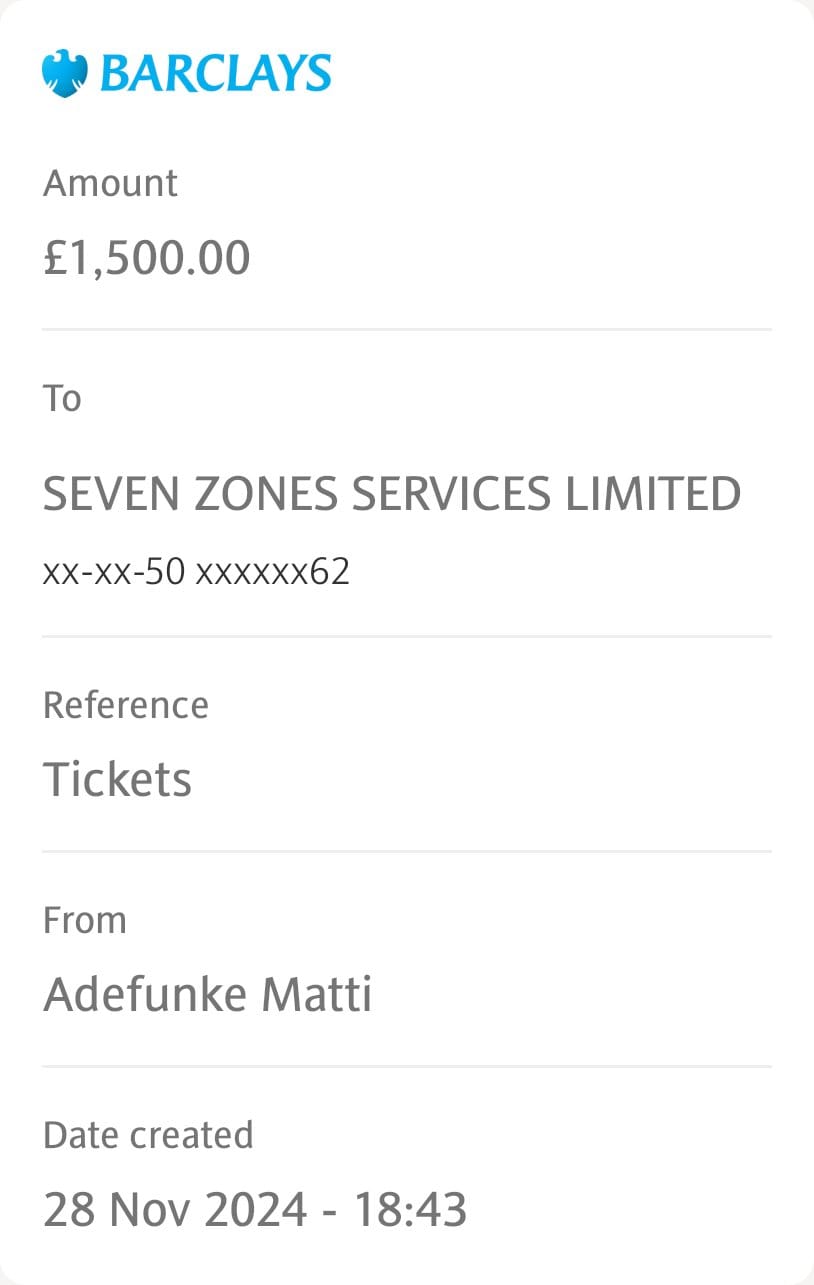 BARCLAYS
Amount
£1,500.00
To
SEVEN ZONES SERVICES LIMITED
xx-xx-50 xxxxxx62
Reference
Tickets
From
Adefunke Matti
Date created
28 Nov 2024 - 18:43